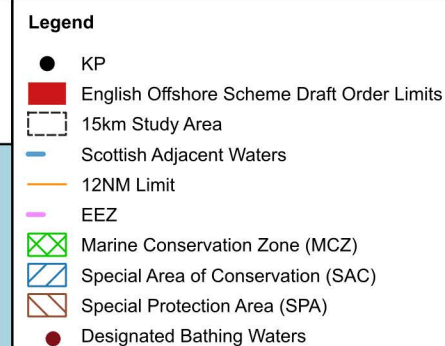 Legend
KP
English Offshore Scheme Draft Order Limits
15km Study Area
Scottish Adjacent Waters
12NM Limit
EEZ
Marine Conservation Zone (MCZ)
Special Area of Conservation (SAC)
Special Protection Area (SPA)
Designated Bathing Waters